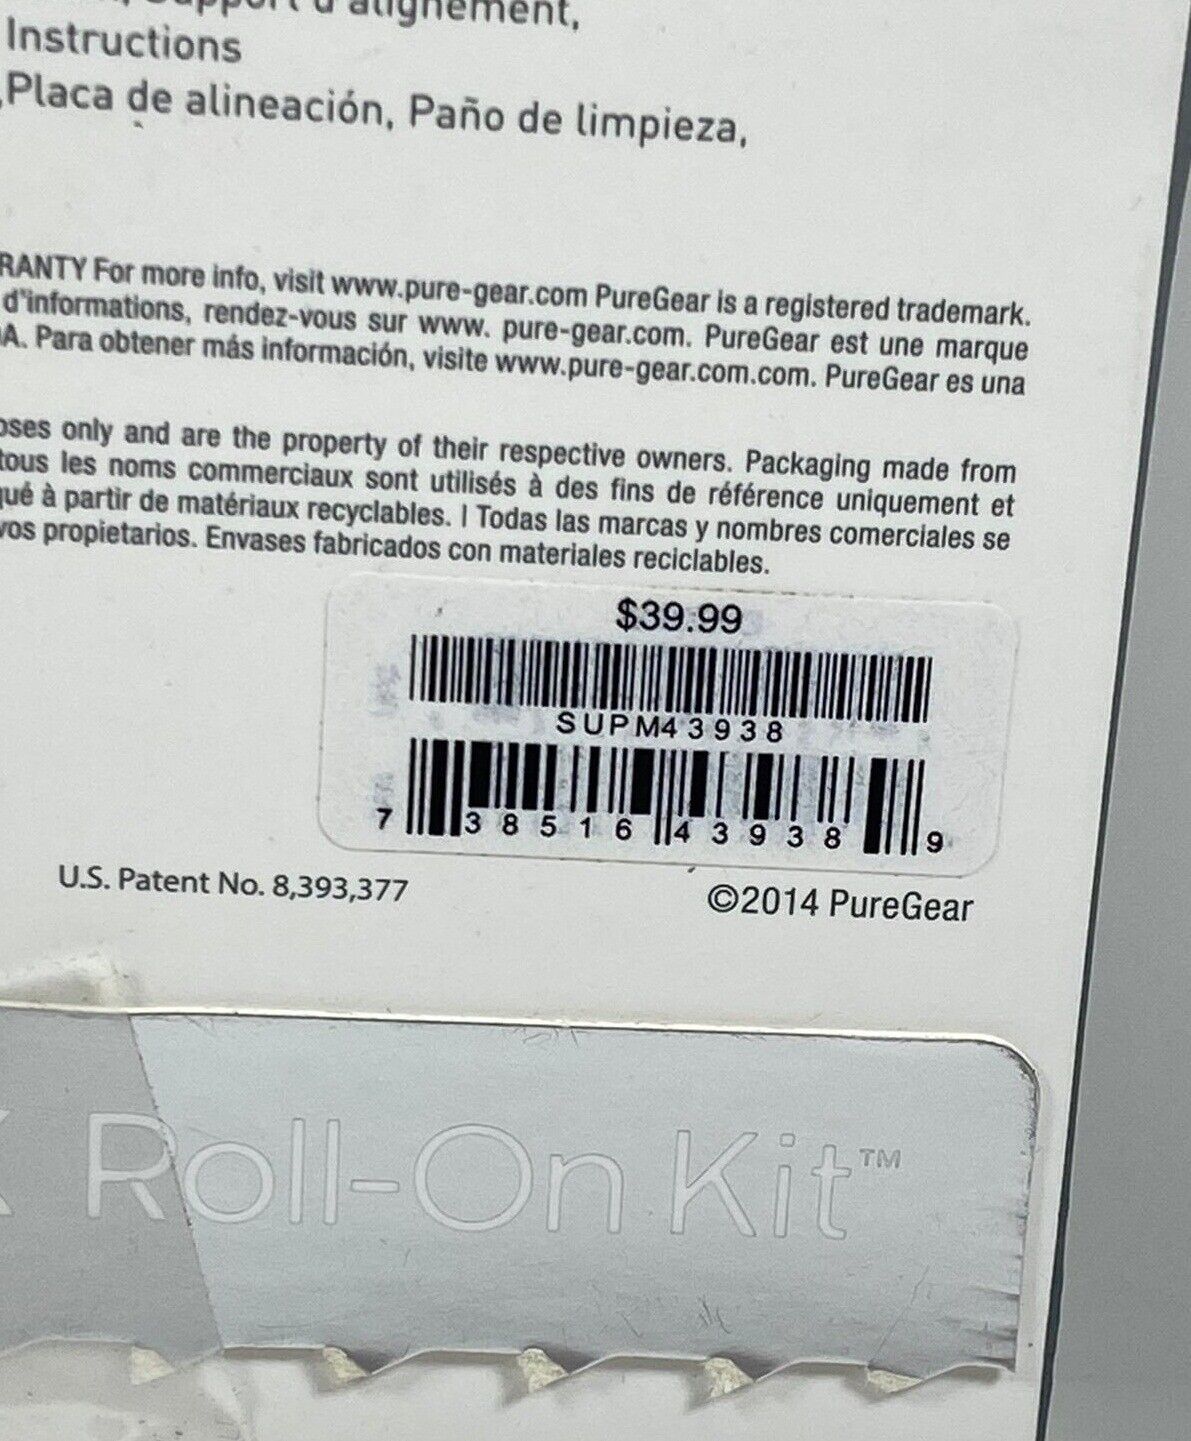 d'alignement,
Instructions
,Placa de alineación, Paño de limpieza,
RANTY For more info, visit www.pure-gear.com PureGear is a registered trademark.
d'informations, rendez-vous sur www. pure-gear.com. PureGear est une marque
A. Para obtener más información, visite www.pure-gear.com.com. PureGear es una
oses only and are the property of their respective owners. Packaging made from
tous les noms commerciaux sont utilisés à des fins de référence uniquement et
qué à partir de matériaux recyclables. | Todas las marcas y nombres comerciales se
vos propietarios. Envases fabricados con materiales reciclables.
$39.99
SUPM43938
7 38516 43938 9
U.S. Patent No. 8,393,377
©2014 PureGear
Roll-On Kit™